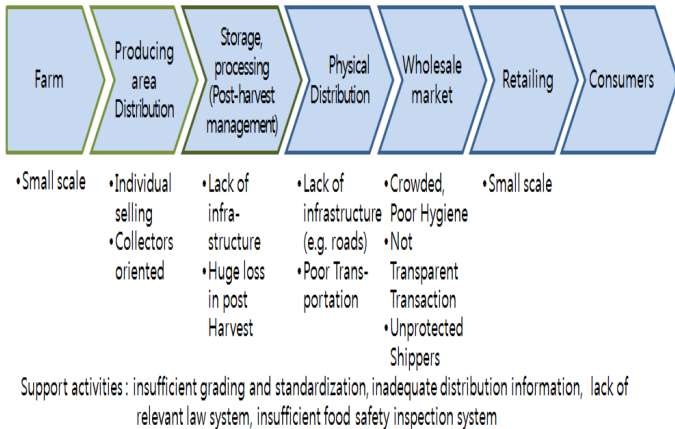 Farm
Producing
area
Distribution
Storage,
processing
(Post-harvest
management)
Physical
Distribution
Wholesale
market
Retailing
Consumers
•Small scale
•Individual
selling
•Collectors
oriented
•Lack of
infra-
structure
•Huge loss
in post
Harvest
•Lack of
infrastructure
(e.g. roads)
•Poor Trans-
portation
•Crowded,
Poor Hygiene
•Not
Transparent
Transaction
•Unprotected
Shippers
•Small scale
Support activities : insufficient grading and standardization, inadequate distribution information, lack of
relevant law system, insufficient food safety inspection system